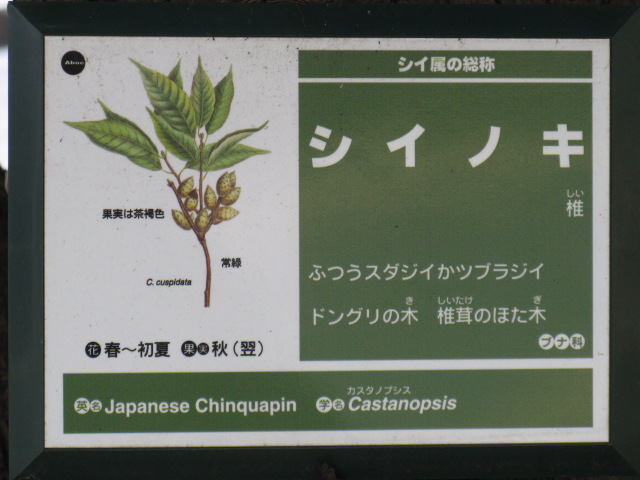 Aboc
シイ属の総称
シイノキ
しい
椎
ふつうスダジイかツブラジイ
き しいたけ ぎ
ドングリの木 椎茸のほた木
ブナ科
果実は茶褐色
常緑
C. cuspidata
花 春～初夏 果実 秋（翌）
カスタノプシス
英名 Japanese Chinquapin 学名 Castanopsis